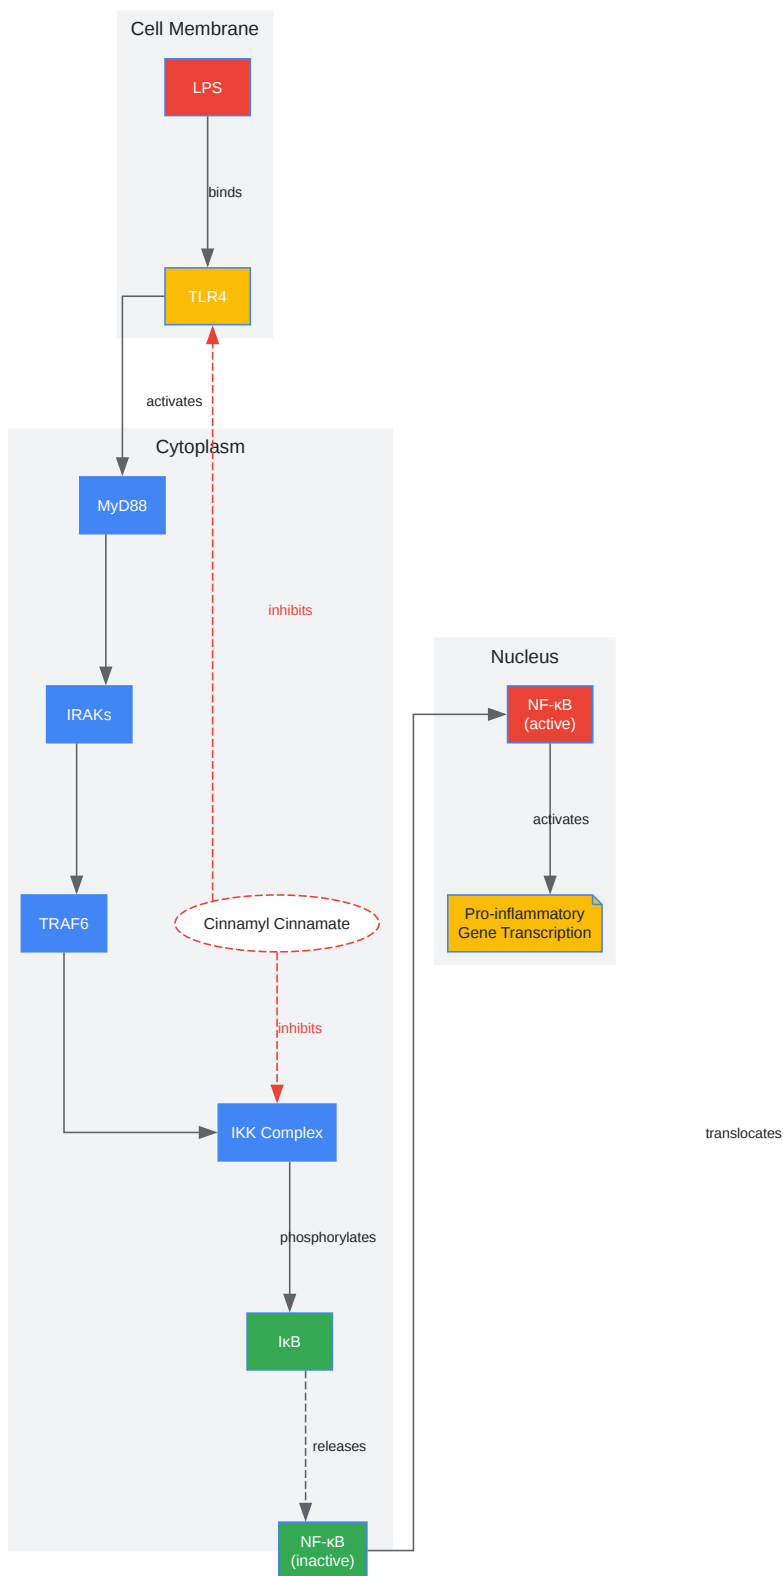 Cell Membrane
LPS
binds
TLR4
activates
Cytoplasm
MyD88
inhibits
Nucleus
NF-κB
(active)
IRAKs
activates
TRAF6
Cinnamyl Cinnamate
Pro-inflammatory
Gene Transcription
inhibits
IKK Complex
translocates
phosphorylates
IκB
releases
NF-κB
(inactive)